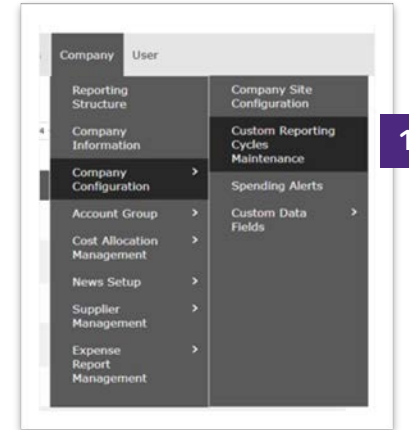 Company User
Reporting
Structure
Company
Information
Company >
Configuration
Account Group >
Cost Allocation >
Management
News Setup >
Supplier >
Management
Expense >
Report
Management
Company Site
Configuration
Custom Reporting
Cycles
Maintenance
Spending Alerts
Custom Data >
Fields
1